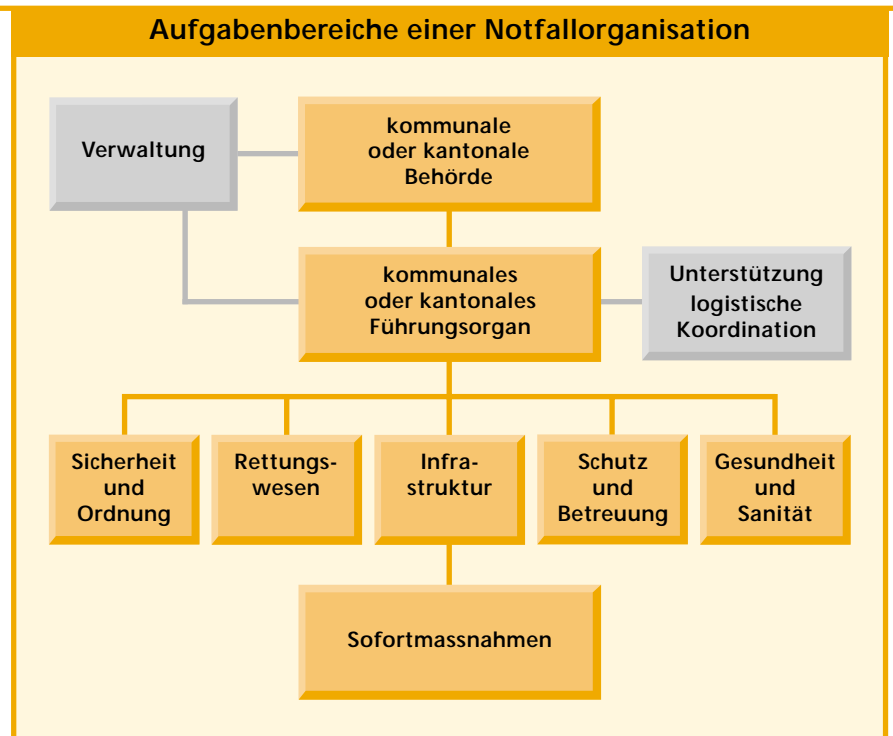 Aufgabenbereiche einer Notfallorganisation
Verwaltung
kommunale
oder kantonale
Behörde
kommunales
oder kantonales
Führungsorgan
Unterstützung
logistische
Koordination
Sicherheit
und
Ordnung
Rettungs-
wesen
Infra-
struktur
Schutz
und
Betreuung
Gesundheit
und
Sanität
Sofortmassnahmen